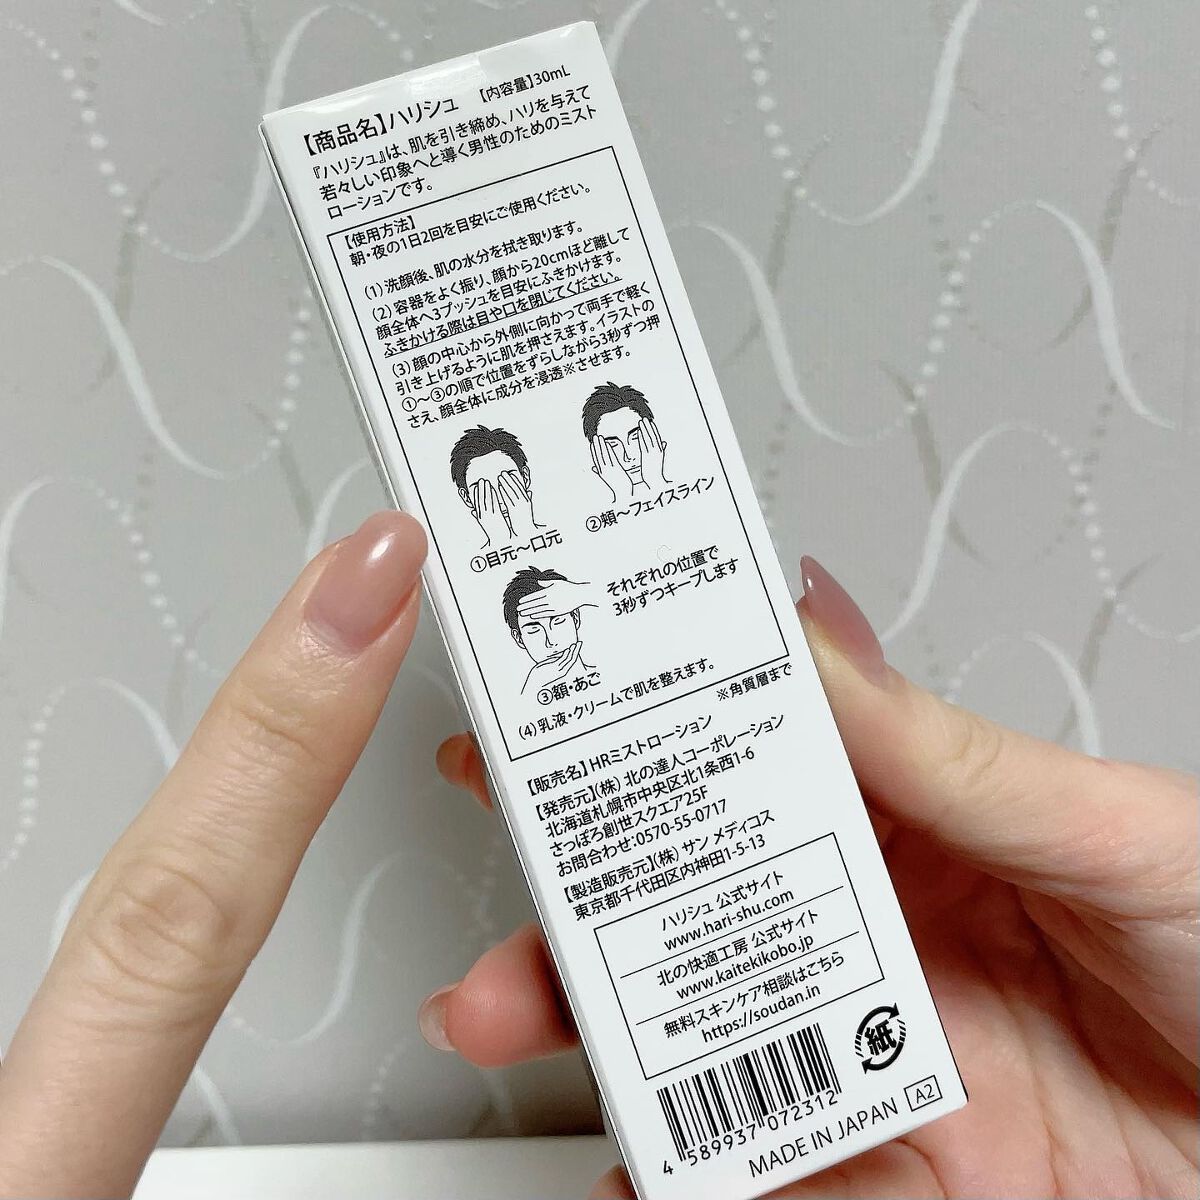 【商品名】ハリシュ 【内容量】30mL
『ハリシュ』は、肌を引き締め、ハリを与えて
若々しい印象へと導く男性のためのミスト
ローションです。
【使用方法】
朝・夜の1日2回を目安にご使用ください。
(1)洗顔後、肌の水分を拭き取ります。
(2)容器をよく振り、顔から20cmほど離して
顔全体へ3プッシュを目安にふきかけます。
ふきかける際は目や口を閉じてください。
(3)顔の中心から外側に向かって両手で軽く
引き上げるように肌を押さえます。イラストの
①〜③の順で位置をずらしながら3秒ずつ押
さえ、顔全体に成分を浸透※させます。
①目元〜口元
②頬〜フェイスライン
③額・あご
それぞれの位置で
3秒ずつキープします
(4)乳液・クリームで肌を整えます。
※角質層まで
【販売名】HRミストローション
【発売元】(株)北の達人コーポレーション
北海道札幌市中央区北1条西1-6
さっぽろ創世スクエア25F
お問合わせ:0570-55-0717
【製造販売元】(株)サン メディコス
東京都千代田区内神田1-5-13
ハリシュ 公式サイト
www.hari-shu.com
北の快適工房 公式サイト
www.kaitekikobo.jp
無料スキンケア相談はこちら
https://soudan.in
紙
4 589937 072312
MADE IN JAPAN A2